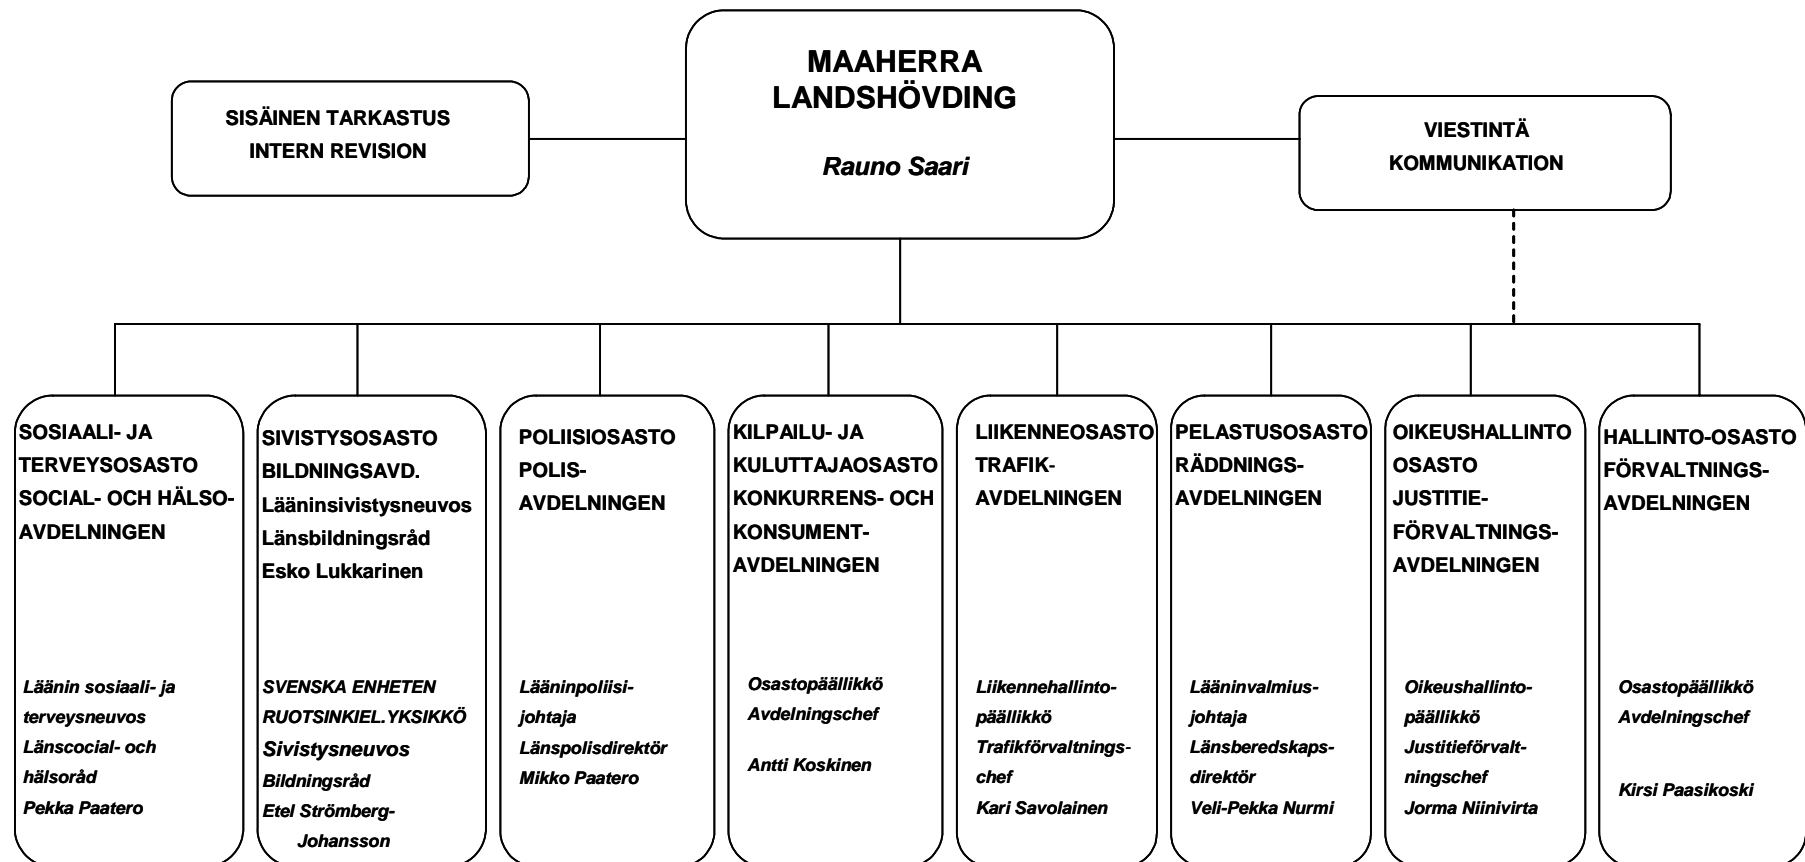 MAAHERRA
LANDSHÖVDING
Rauno Saari
SISÄINEN TARKASTUS
INTERN REVISION
VIESTINTÄ
KOMMUNIKATION
SOSIAALI- JA
TERVEYSOSASTO
SOCIAL- OCH HÄLSO-
AVDELNINGEN
Läänin sosiaali- ja
terveysneuvos
Länscocial- och
hälsoråd
Pekka Paatero
SIVISTYSOSASTO
BILDNINGSAVD.
Lääninsivistysneuvos
Länsbildningsråd
Esko Lukkarinen
SVENSKA ENHETEN
RUOTSINKIEL.YKSIKKÖ
Sivistysneuvos
Bildningsråd
Etel Strömberg-
Johansson
POLIISIOSASTO
POLIS-
AVDELNINGEN
Lääninpoliisi-
johtaja
Länspolisdirektör
Mikko Paatero
KILPAILU- JA
KULUTTAJAOSASTO
KONKURRENS- OCH
KONSUMENT-
AVDELNINGEN
Osastopäällikkö
Avdelningschef
Antti Koskinen
LIIKENNEOSASTO
TRAFIK-
AVDELNINGEN
Liikennehallinto-
päällikkö
Trafikförvaltnings-
chef
Kari Savolainen
PELASTUSOSASTO
RÄDDNINGS-
AVDELNINGEN
Lääninvalmius-
johtaja
Länsberedskaps-
direktör
Veli-Pekka Nurmi
OIKEUSHALLINTO
OSASTO
JUSTITIE-
FÖRVALTNINGS-
AVDELNINGEN
Oikeushallinto-
päällikkö
Justitieförvalt-
ningschef
Jorma Niinivirta
HALLINTO-OSASTO
FÖRVALTNINGS-
AVDELNINGEN
Osastopäällikkö
Avdelningschef
Kirsi Paasikoski